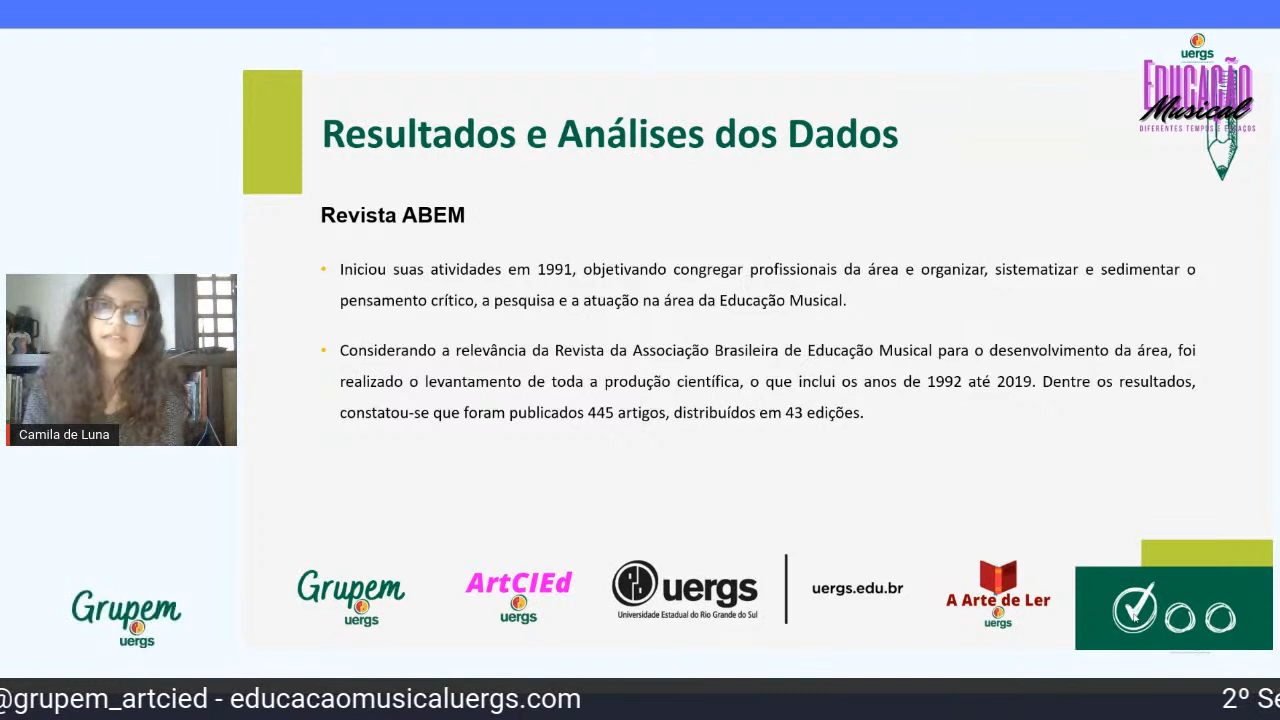 uergs
EDUCAÇÃO
Musical
DIFERENTES TEMPOS E ESPAÇOS
Resultados e Análises dos Dados
Revista ABEM
• Iniciou suas atividades em 1991, objetivando congregar profissionais da área e organizar, sistematizar e sedimentar o
pensamento crítico, a pesquisa e a atuação na área da Educação Musical.
• Considerando a relevância da Revista da Associação Brasileira de Educação Musical para o desenvolvimento da área, foi
realizado o levantamento de toda a produção científica, o que inclui os anos de 1992 até 2019. Dentre os resultados,
constatou-se que foram publicados 445 artigos, distribuídos em 43 edições.
Camila de Luna
Grupem
uergs
Grupem
uergs
ArtCIEd
uergs
uergs
Universidade Estadual do Rio Grande do Sul
uergs.edu.br
A Arte de Ler
uergs
@grupem_artcied - educacaomusicaluergs.com
2º Se